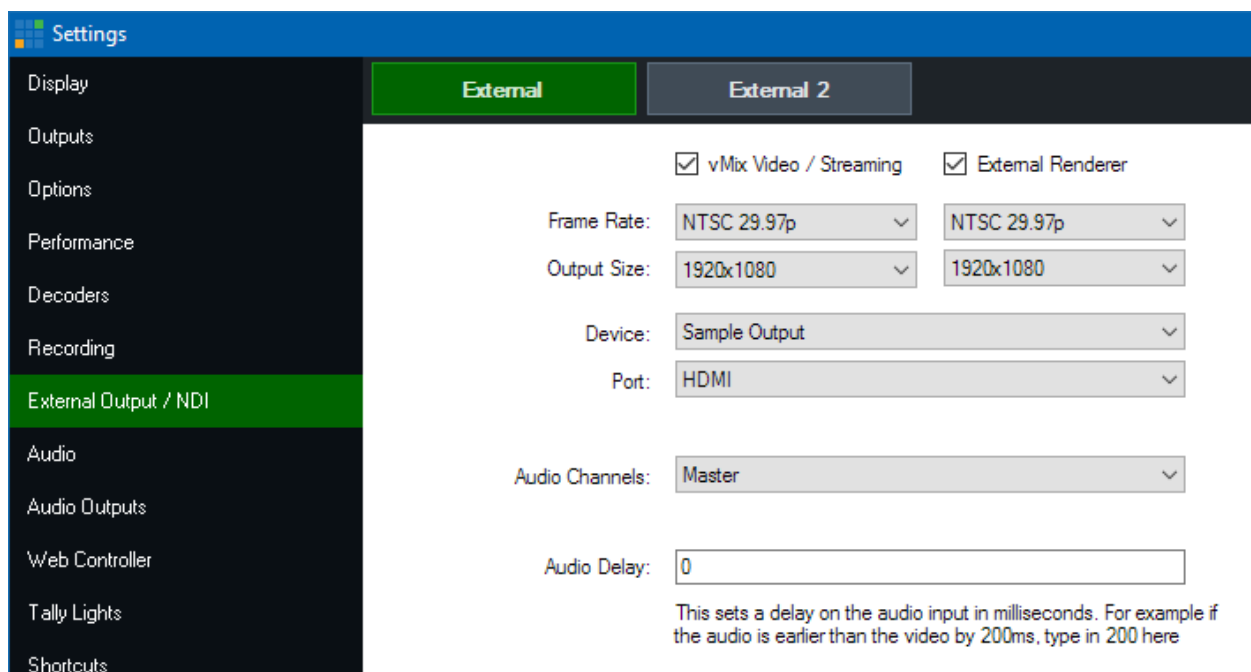 Settings
Display
Outputs
Options
Performance
Decoders
Recording
External Output / NDI
Audio
Audio Outputs
Web Controller
Tally Lights
Shortcuts
External External 2
vMix Video / Streaming External Renderer
Frame Rate: NTSC 29.97p NTSC 29.97p
Output Size: 1920x1080 1920x1080
Device: Sample Output
Port: HDMI
Audio Channels: Master
Audio Delay: 0
This sets a delay on the audio input in milliseconds. For example if
the audio is earlier than the video by 200ms, type in 200 here